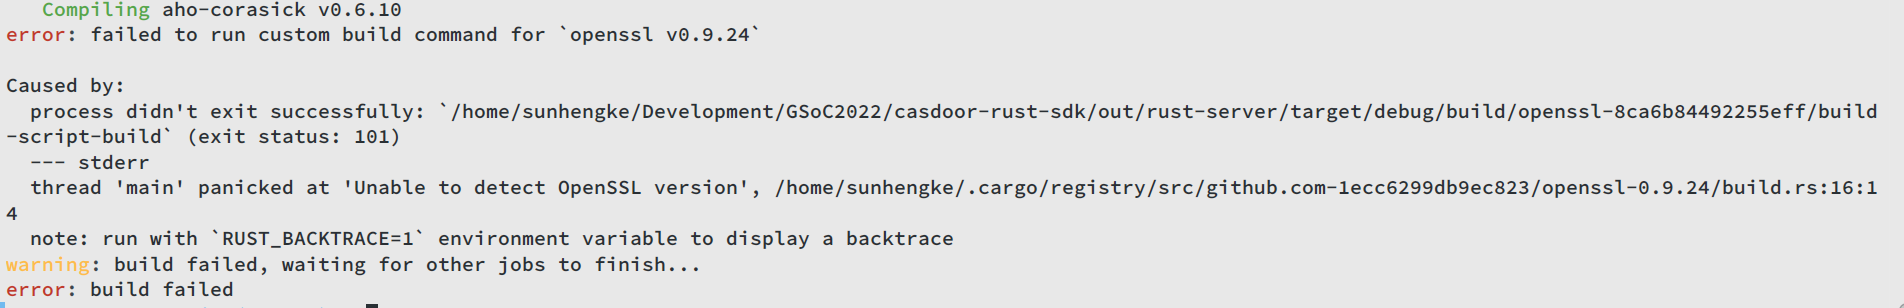 Compiling aho-corasick v0.6.10
error: failed to run custom build command for `openssl v0.9.24`

Caused by:
  process didn't exit successfully: `/home/sunhengke/Development/GSoC2022/casdoor-rust-sdk/out/rust-server/target/debug/build/openssl-8ca6b84492255eff/build
-script-build` (exit status: 101)
  --- stderr
  thread 'main' panicked at 'Unable to detect OpenSSL version', /home/sunhengke/.cargo/registry/src/github.com-1ecc6299db9ec823/openssl-0.9.24/build.rs:16:1
4
  note: run with `RUST_BACKTRACE=1` environment variable to display a backtrace
warning: build failed, waiting for other jobs to finish...
error: build failed